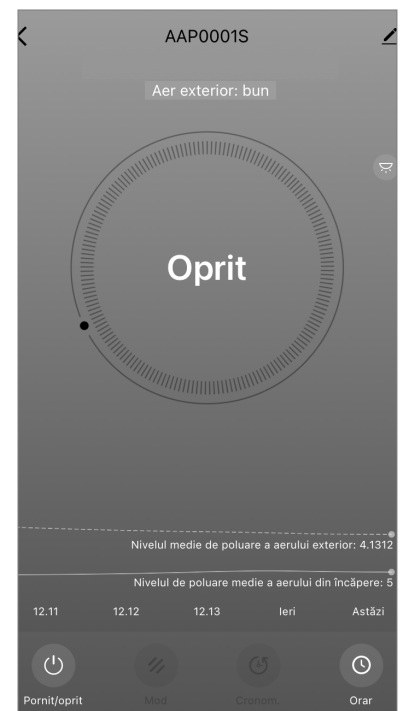 AAP0001S
Aer exterior: bun
Oprit
Nivelul medie de poluare a aerului exterior: 4.1312
Nivelul de poluare medie a aerului din încăpere: 5
12.11 12.12 12.13 Ieri Astăzi
Pornit/oprit Mod Cronom. Orar